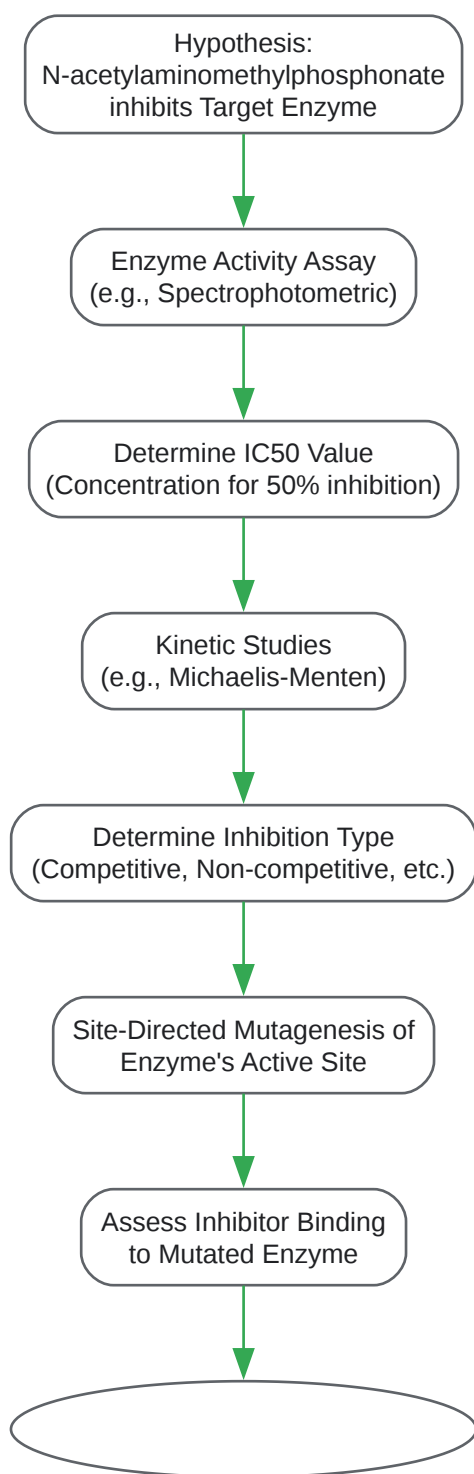 Hypothesis:
N-acetylaminomethylphosphonate
inhibits Target Enzyme
Enzyme Activity Assay
(e.g., Spectrophotometric)
Determine IC50 Value
(Concentration for 50% inhibition)
Kinetic Studies
(e.g., Michaelis-Menten)
Determine Inhibition Type
(Competitive, Non-competitive, etc.)
Site-Directed Mutagenesis of
Enzyme's Active Site
Assess Inhibitor Binding
to Mutated Enzyme